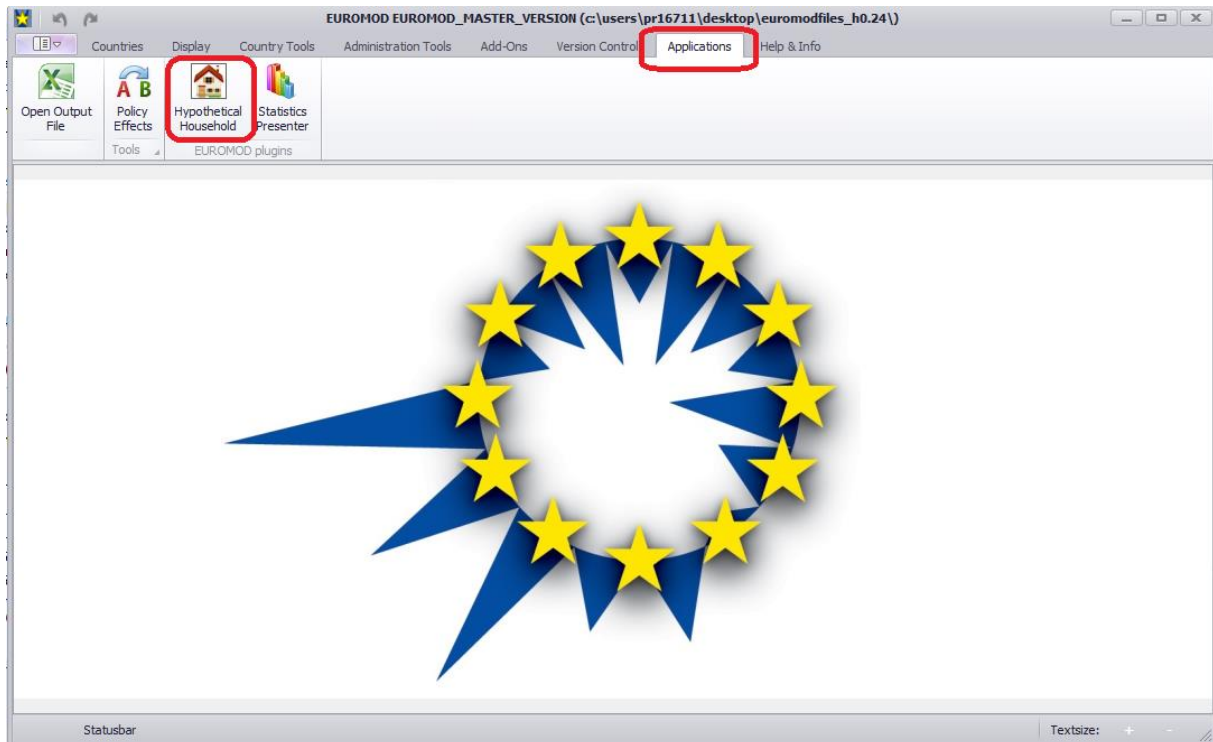 EUROMOD EUROMOD_MASTER_VERSION (c:\users\pr16711\desktop\euromodfiles_h0.24\)
Countries Display Country Tools Administration Tools Add-Ons Version Control Applications Help & Info
Open Output File
Policy Effects
Hypothetical Household
Statistics Presenter
Tools
EUROMOD plugins
A B
Statusbar
Textsize: + -